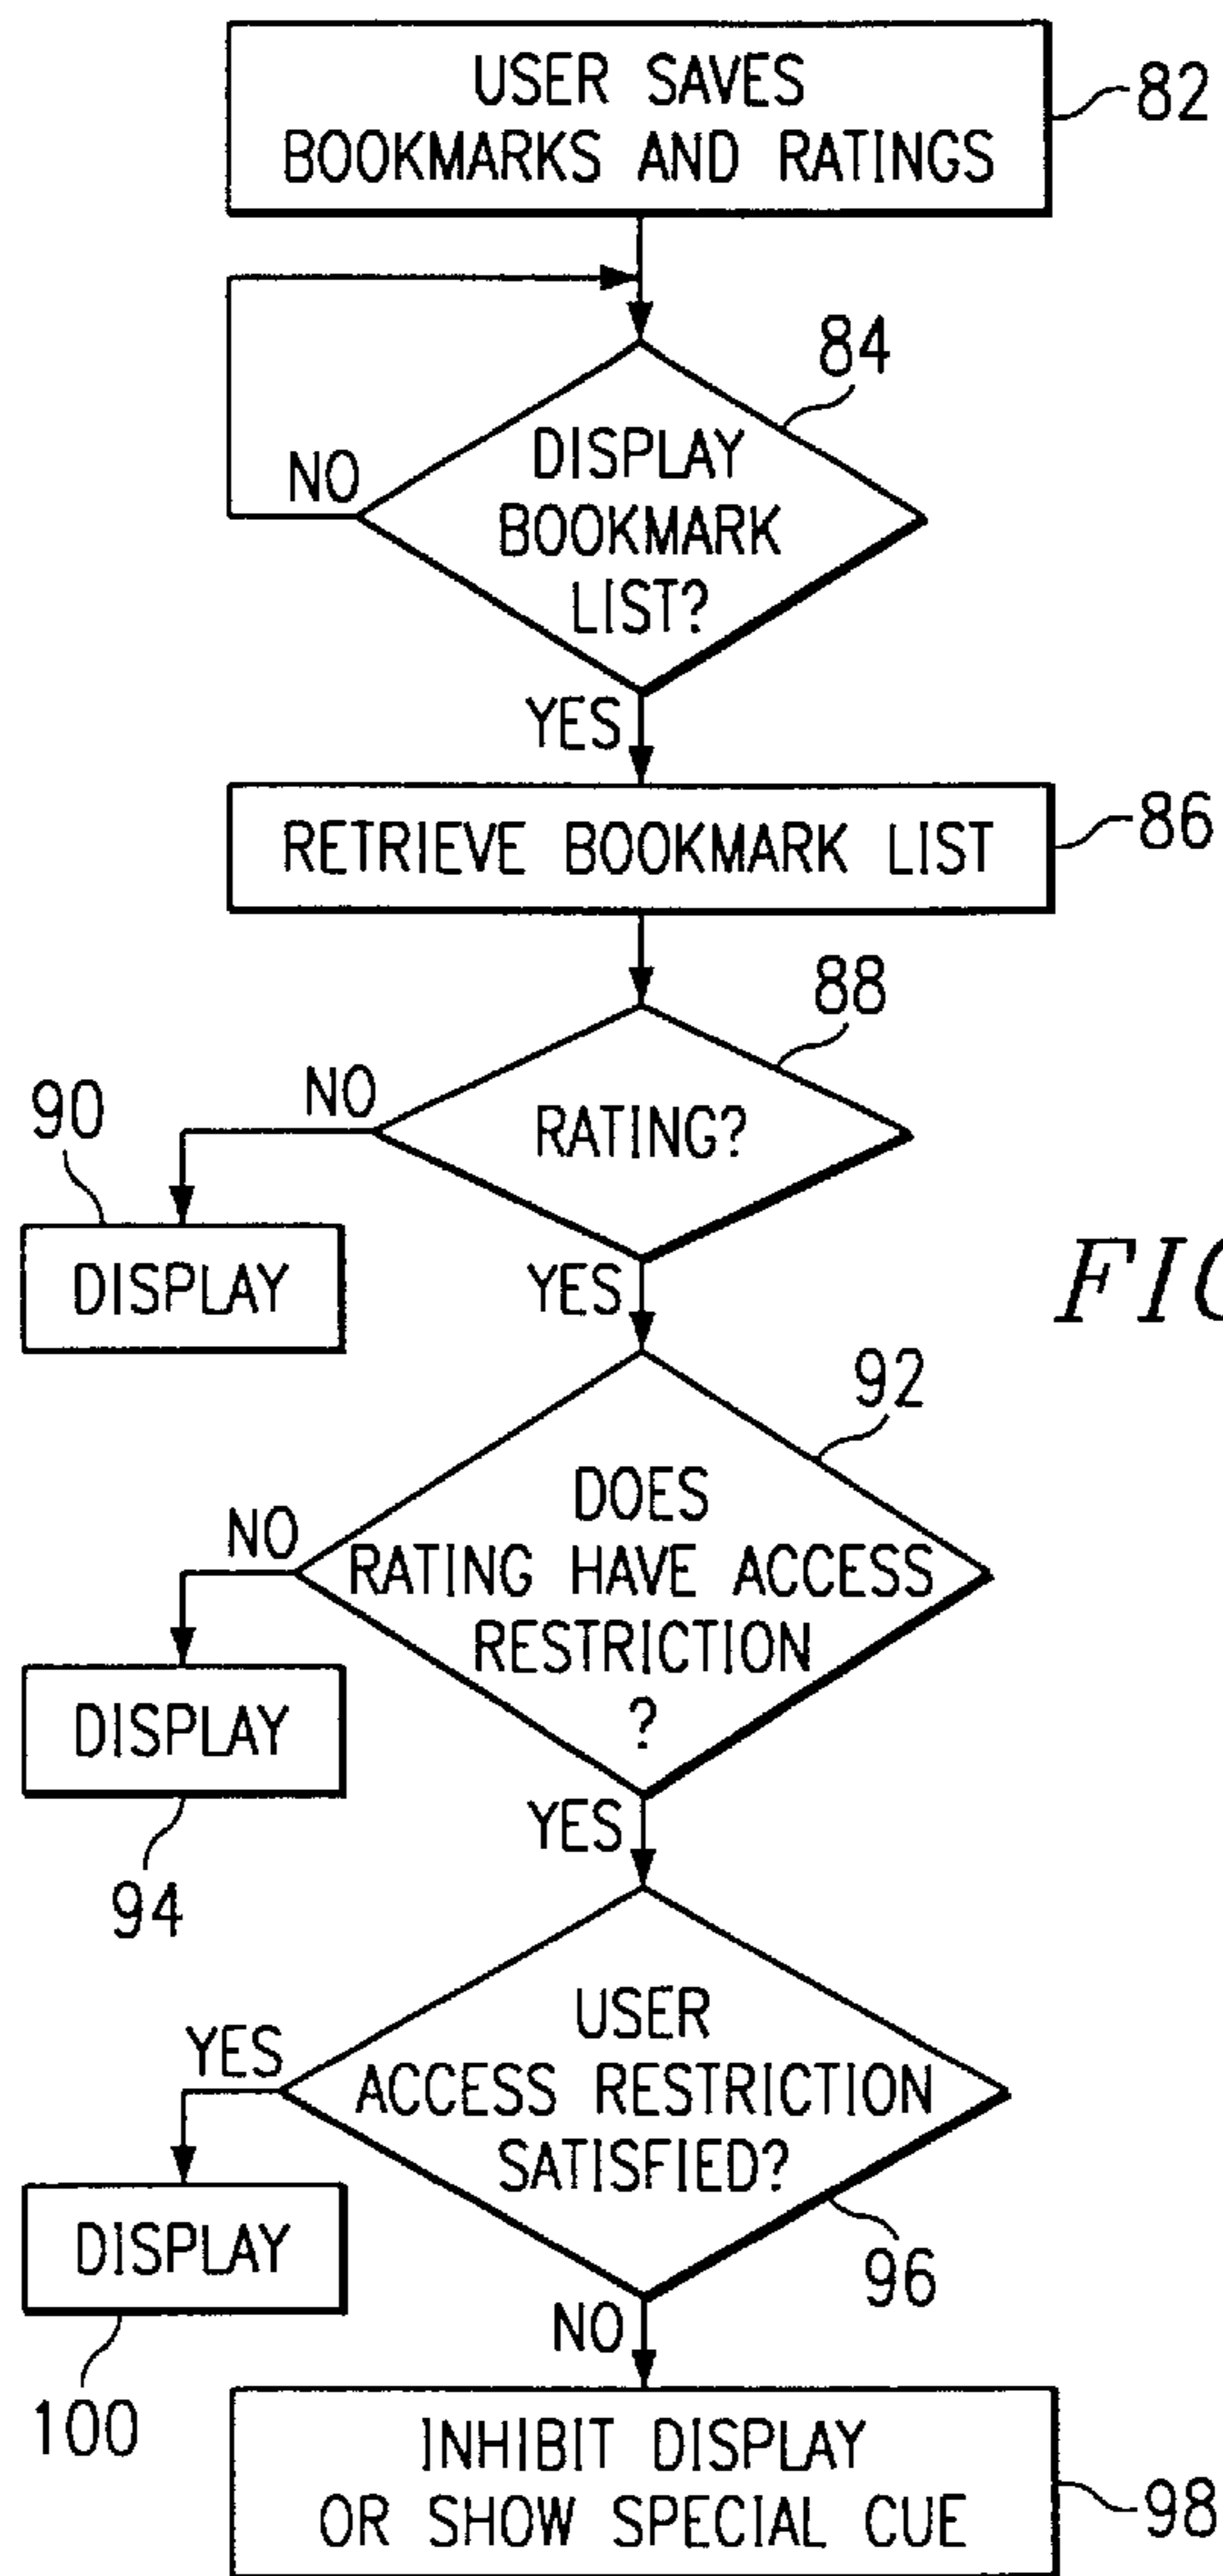 USER SAVES
BOOKMARKS AND RATINGS
82
84
DISPLAY
BOOKMARK
LIST?
NO
YES
RETRIEVE BOOKMARK LIST
86
88
RATING?
NO
90
DISPLAY
YES
92
DOES
RATING HAVE ACCESS
RESTRICTION
?
NO
DISPLAY
94
YES
USER
ACCESS RESTRICTION
SATISFIED?
YES
96
DISPLAY
100
NO
INHIBIT DISPLAY
OR SHOW SPECIAL CUE
98